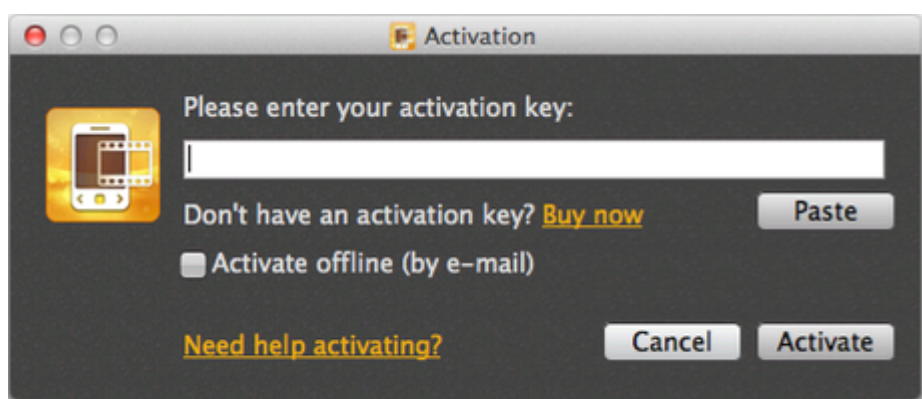 Activation
Please enter your activation key:
Don't have an activation key? Buy now
Paste
Activate offline (by e-mail)
Need help activating?
Cancel
Activate